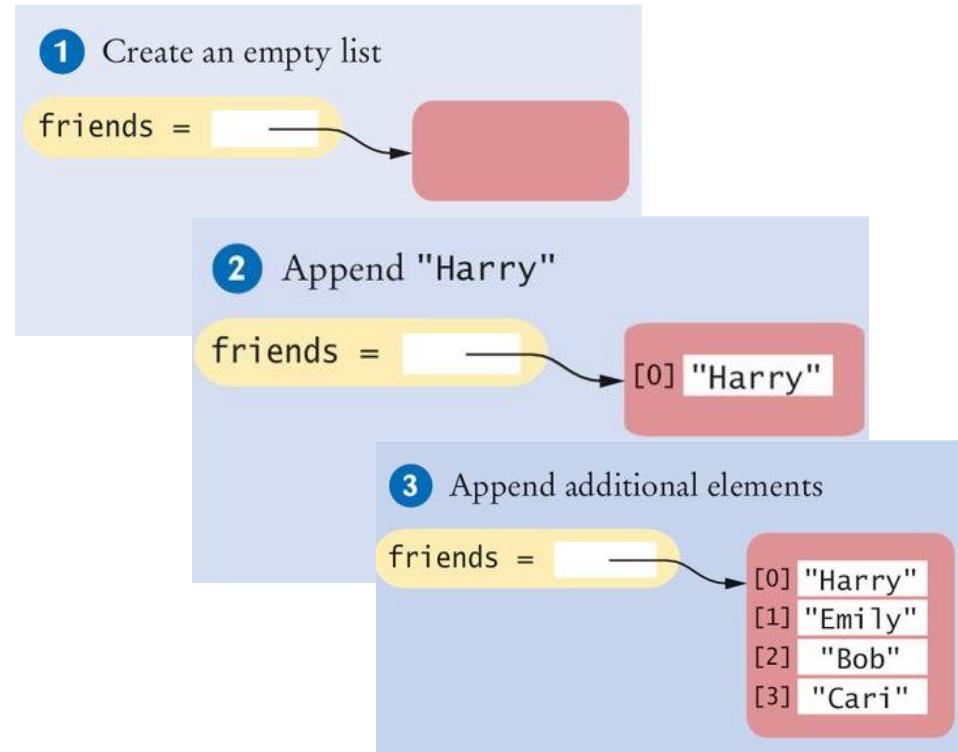 1 Create an empty list
friends =
2 Append "Harry"
friends =
[0] "Harry"
3 Append additional elements
friends =
[0] "Harry"
[1] "Emily"
[2] "Bob"
[3] "Cari"